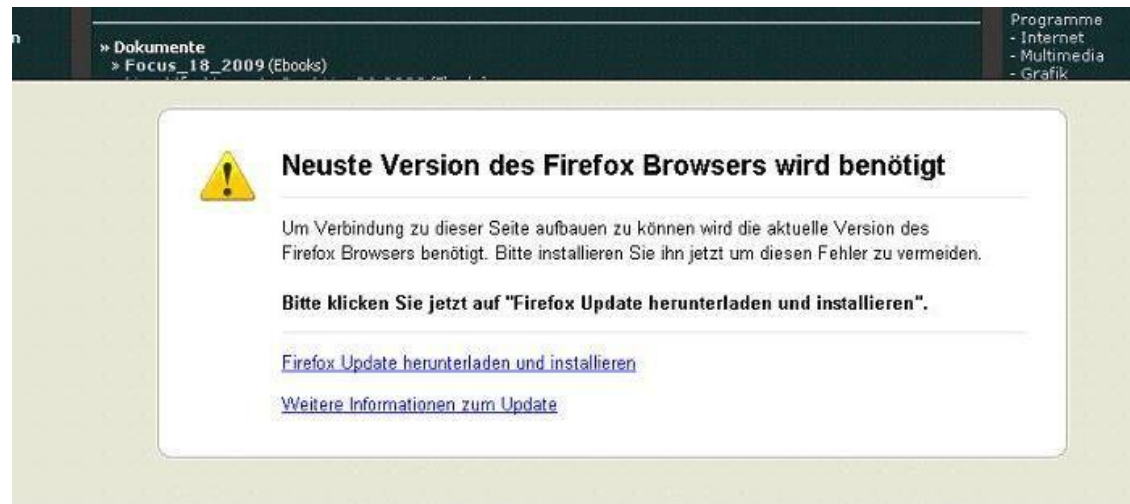 n
» Dokumente
» Focus_18_2009 (Ebooks)
Programme
- Internet
- Multimedia
- Grafik
Neuste Version des Firefox Browsers wird benötigt
Um Verbindung zu dieser Seite aufbauen zu können wird die aktuelle Version des
Firefox Browsers benötigt. Bitte installieren Sie ihn jetzt um diesen Fehler zu vermeiden.
Bitte klicken Sie jetzt auf "Firefox Update herunterladen und installieren".
Firefox Update herunterladen und installieren
Weitere Informationen zum Update